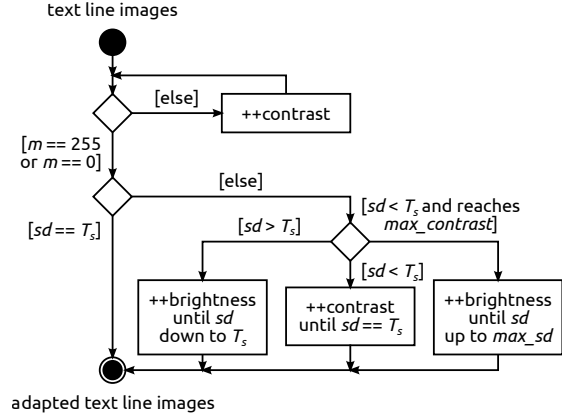 text line images
[else]
++contrast
[m == 255
or m == 0]
[else]
[sd < Ts and reaches
max_contrast]
[sd == Ts]
[sd > Ts]
[sd < Ts]
++brightness
until sd
down to Ts
++contrast
until sd == Ts
++brightness
until sd
up to max_sd
adapted text line images